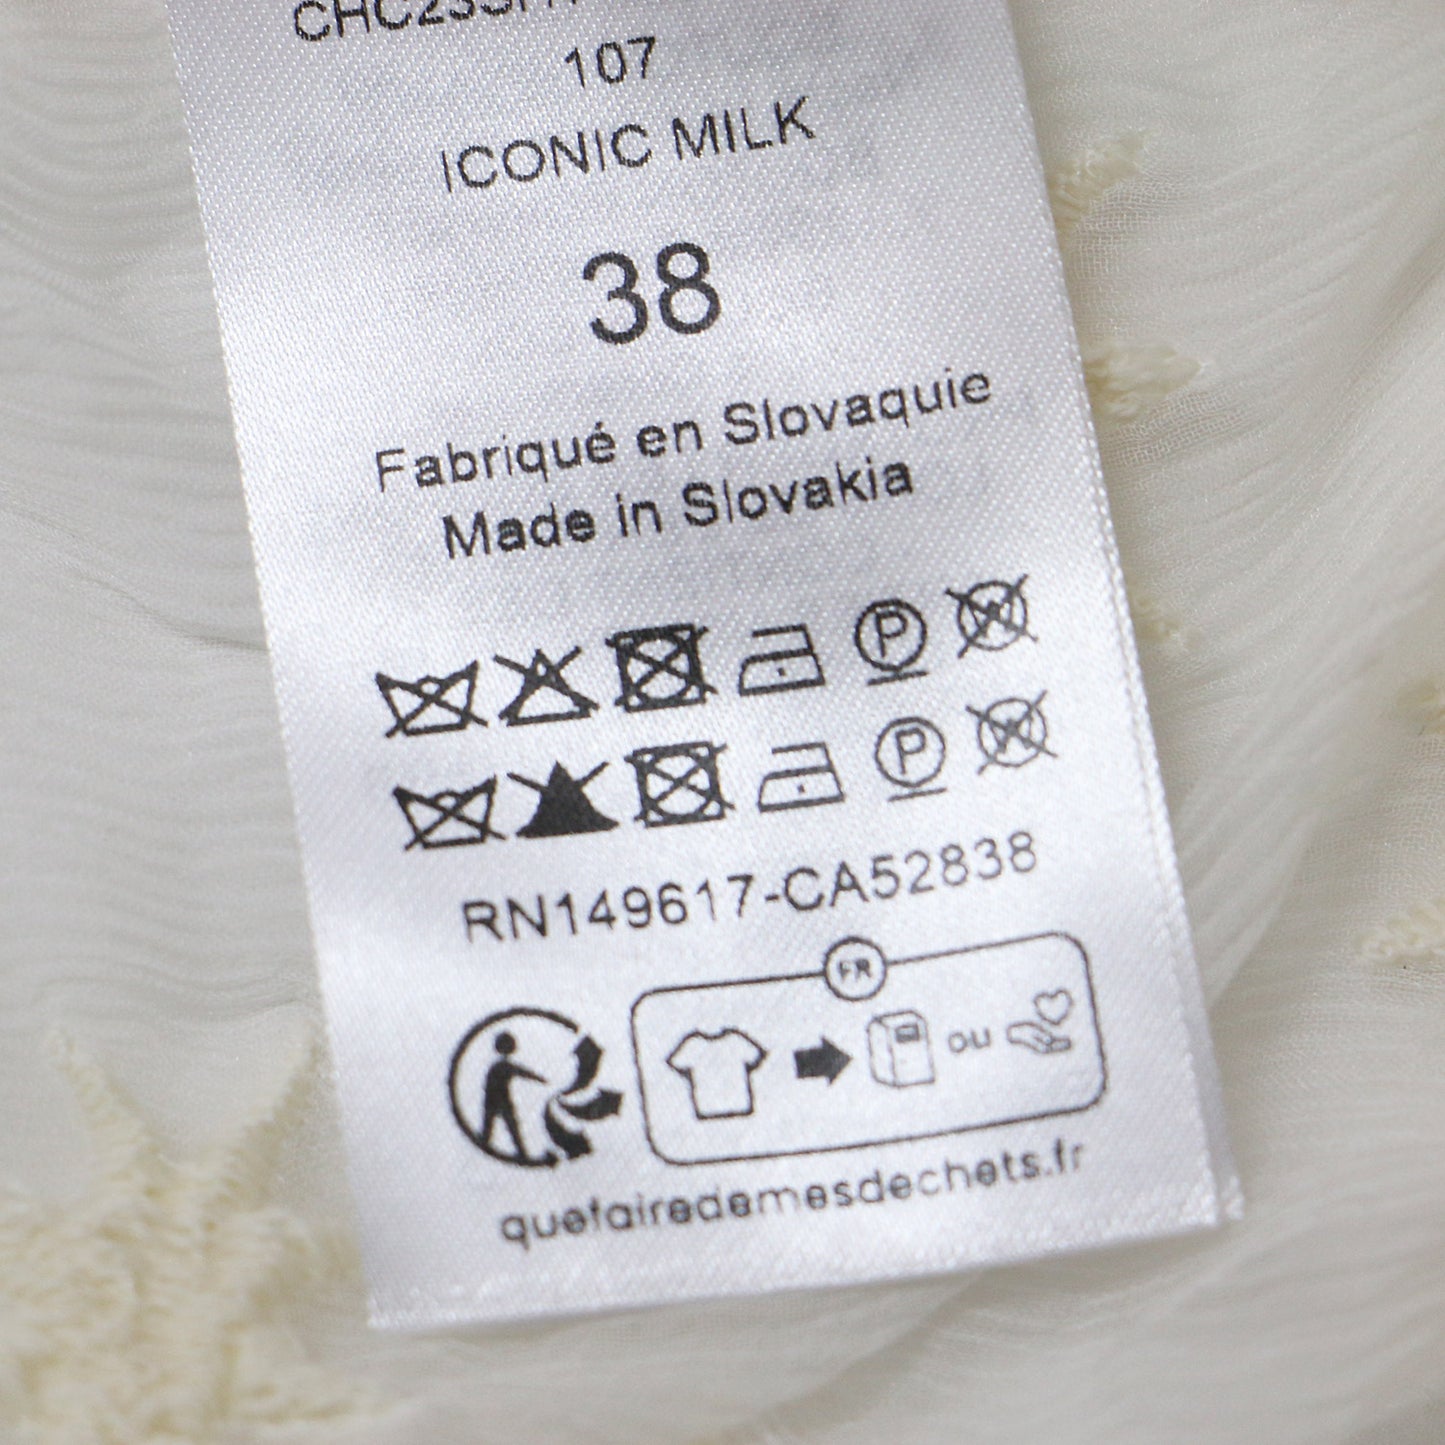 107
ICONIC MILK
38
Fabriqué en Slovaquie
Made in Slovakia
P W
P W
RN149617-CA52838
FR
ou
quefairedemesdechets.fr